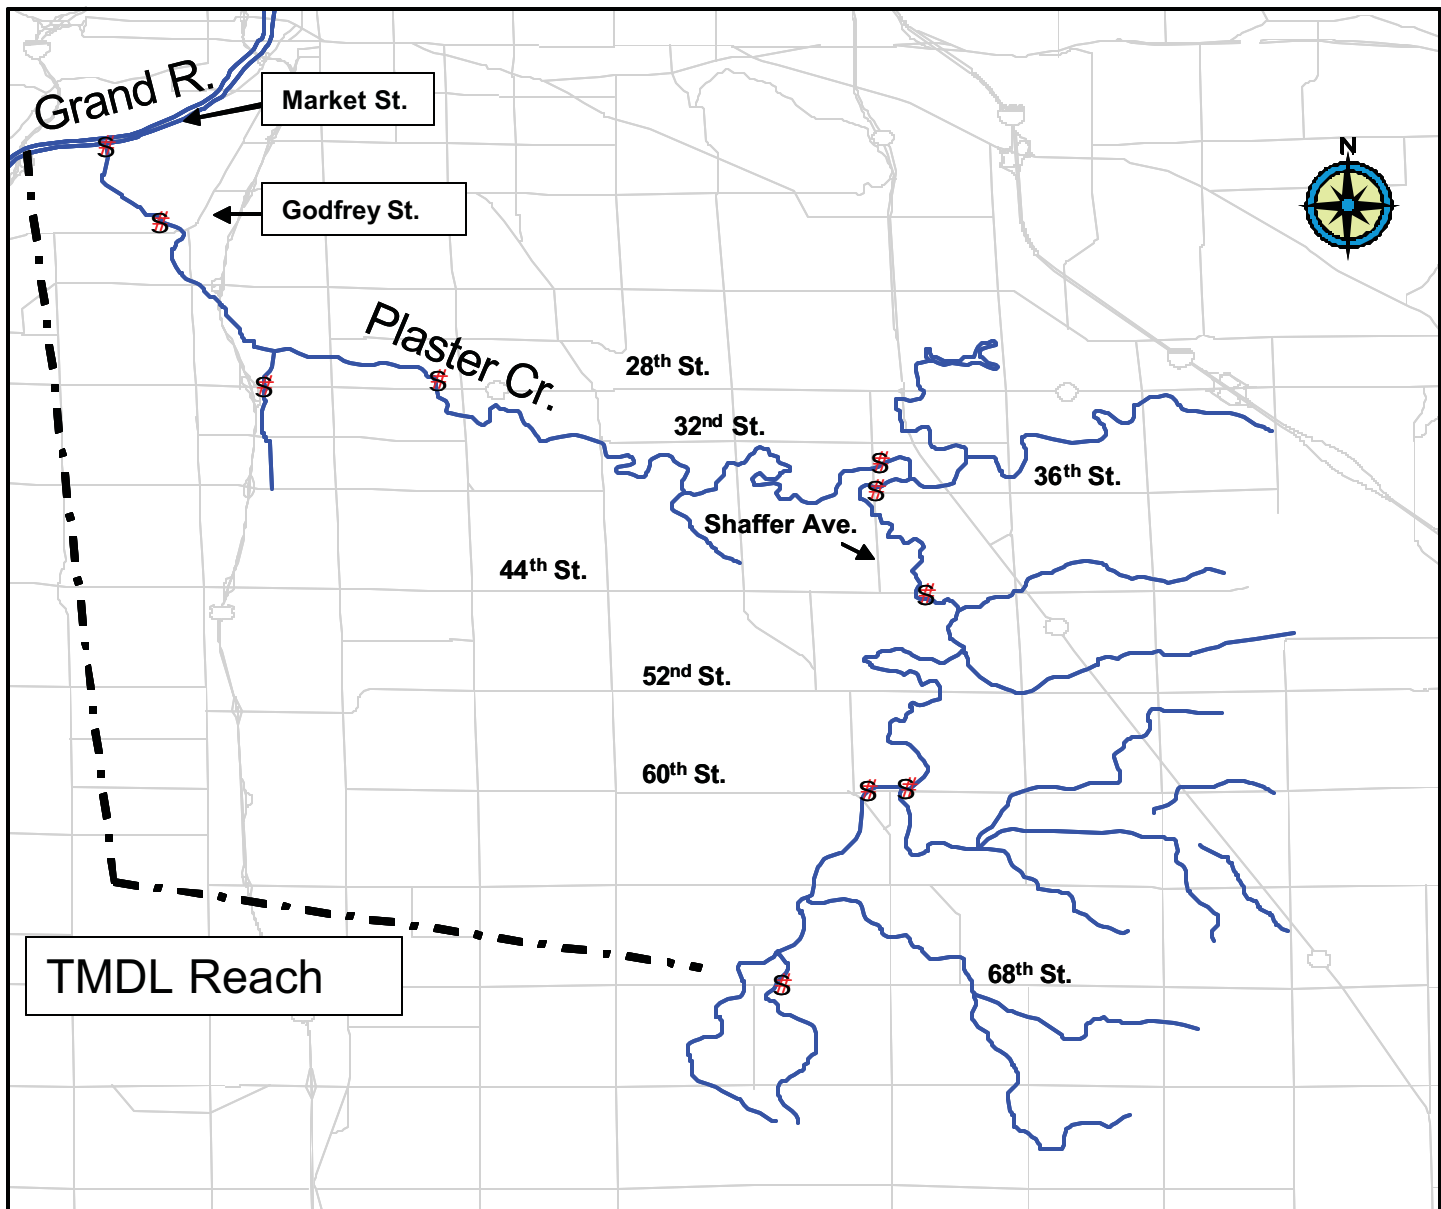 Grand R.
Market St.
N
Godfrey St.
Plaster Cr.
28th St.
32nd St.
36th St.
Shaffer Ave.
44th St.
52nd St.
60th St.
68th St.
TMDL Reach
S
S
S
S
S
S
S
S
S
S